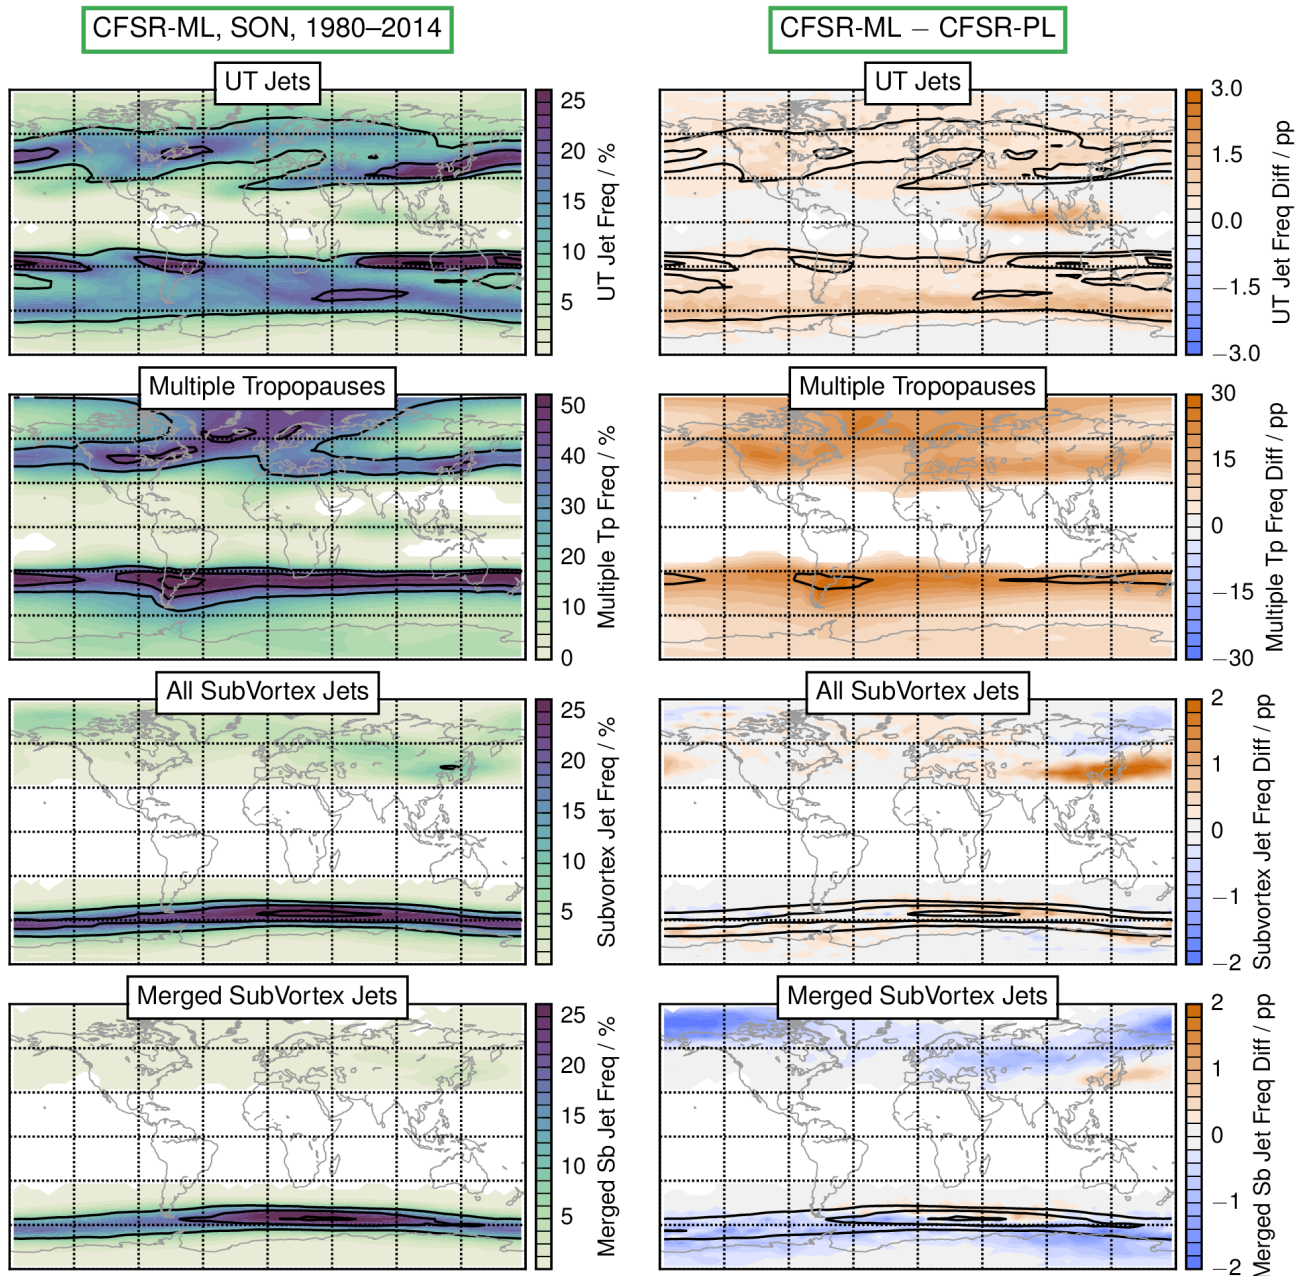 CFSR-ML, SON, 1980–2014
CFSR-ML − CFSR-PL
UT Jets
25
20
15
10
5
UT Jet Freq / %
UT Jets
3.0
1.5
0.0
−1.5
−3.0
UT Jet Freq Diff / pp
Multiple Tropopauses
50
40
30
20
10
0
Multiple Tp Freq / %
Multiple Tropopauses
30
15
0
−15
−30
Multiple Tp Freq Diff / pp
All SubVortex Jets
25
20
15
10
5
Subvortex Jet Freq / %
All SubVortex Jets
2
1
0
−1
−2
Subvortex Jet Freq Diff / pp
Merged SubVortex Jets
25
20
15
10
5
Merged Sb Jet Freq / %
Merged SubVortex Jets
2
1
0
−1
−2
Merged Sb Jet Freq Diff / pp